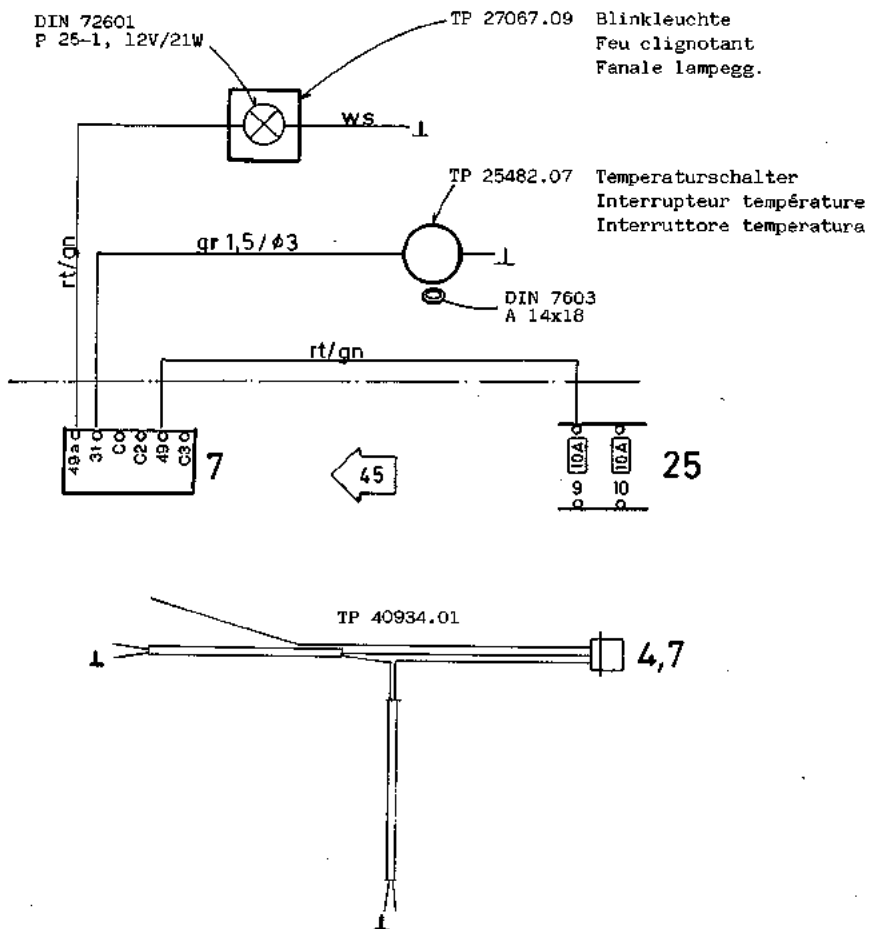 DIN 72601
P 25-1, 12V/21W
TP 27067.09 Blinkleuchte
Feu clignotant
Fanale lampegg.
ws
TP 25482.07 Temperaturschalter
Interrupteur température
Interruttore temperatura
rt/gn
gr 1,5/ϕ3
DIN 7603
A 14x18
rt/gn
49a
31
C
C2
49
C3
7
45
10A
10A
9
10
25
TP 40934.01
4,7